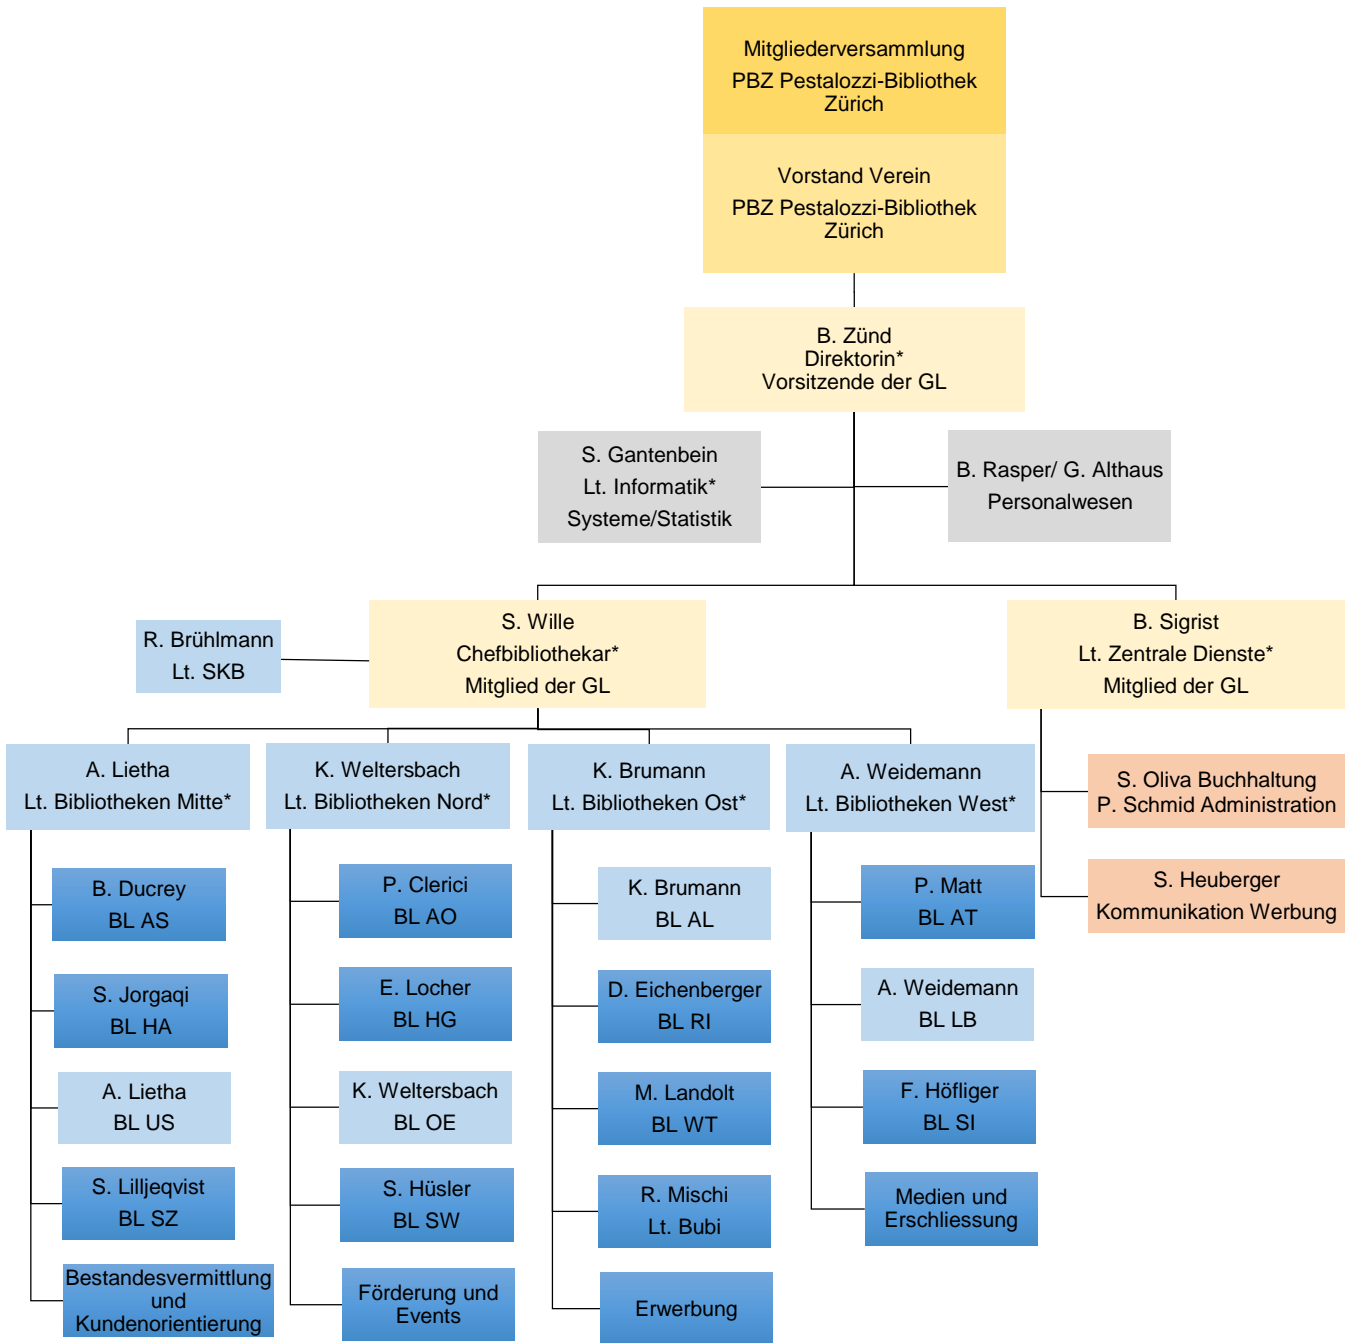 Mitgliederversammlung
PBZ Pestalozzi-Bibliothek
Zürich
Vorstand Verein
PBZ Pestalozzi-Bibliothek
Zürich
B. Zünd
Direktorin*
Vorsitzende der GL
S. Gantenbein
Lt. Informatik*
Systeme/Statistik
B. Rasper/ G. Althaus
Personalwesen
R. Brühlmann
Lt. SKB
S. Wille
Chefbibliothekar*
Mitglied der GL
B. Sigrist
Lt. Zentrale Dienste*
Mitglied der GL
A. Lietha
Lt. Bibliotheken Mitte*
K. Weltersbach
Lt. Bibliotheken Nord*
K. Brumann
Lt. Bibliotheken Ost*
A. Weidemann
Lt. Bibliotheken West*
S. Oliva Buchhaltung
P. Schmid Administration
S. Heuberger
Kommunikation Werbung
B. Ducrey
BL AS
S. Jorgaqi
BL HA
A. Lietha
BL US
S. Lilljeqvist
BL SZ
Bestandesvermittlung
und
Kundenorientierung
P. Clerici
BL AO
E. Locher
BL HG
K. Weltersbach
BL OE
S. Hüsler
BL SW
Förderung und
Events
K. Brumann
BL AL
D. Eichenberger
BL RI
M. Landolt
BL WT
R. Mischi
Lt. Bubi
Erwerbung
P. Matt
BL AT
A. Weidemann
BL LB
F. Höfliger
BL SI
Medien und
Erschliessung